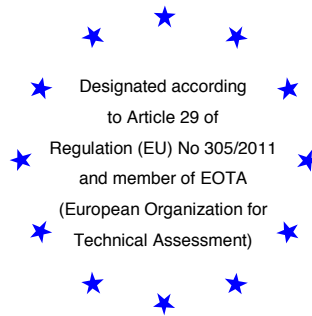 Designated according
to Article 29 of
Regulation (EU) No 305/2011
and member of EOTA
(European Organization for
Technical Assessment)